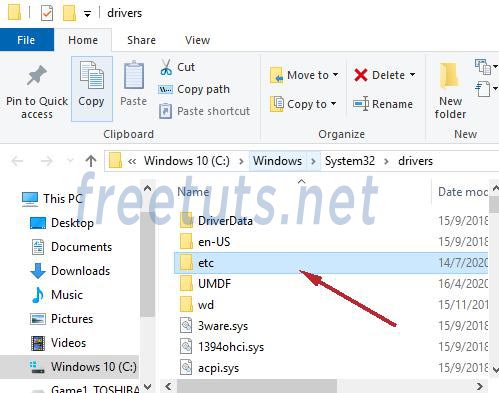 drivers
File Home Share View
Pin to Quick access
Copy
Paste
Cut
Copy path
Paste shortcut
Move to
Copy to
Delete
Rename
New folder
Clipboard Organize New
« Windows 10 (C:) > Windows > System32 > drivers
freetuts.net
This PC
Desktop
Documents
Downloads
Music
Pictures
Videos
Windows 10 (C:)
Game1 TOSHIBA
Name Date mod
DriverData 15/9/2018
en-US 15/9/2018
etc 14/7/2020
UMDF 16/4/2020
wd 15/11/201
3ware.sys 15/9/2018
1394ohci.sys 15/9/2018
acpi.sys 15/9/2018